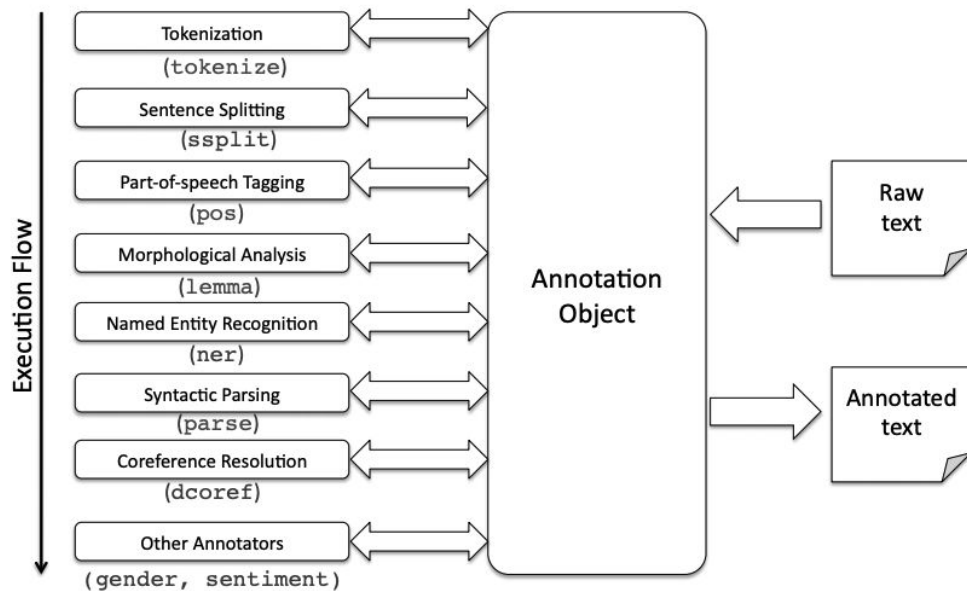 Execution Flow
Tokenization
(tokenize)
Sentence Splitting
(ssplit)
Part-of-speech Tagging
(pos)
Morphological Analysis
(lemma)
Named Entity Recognition
(ner)
Syntactic Parsing
(parse)
Coreference Resolution
(dcoref)
Other Annotators
(gender, sentiment)
Annotation
Object
Raw
text
Annotated
text